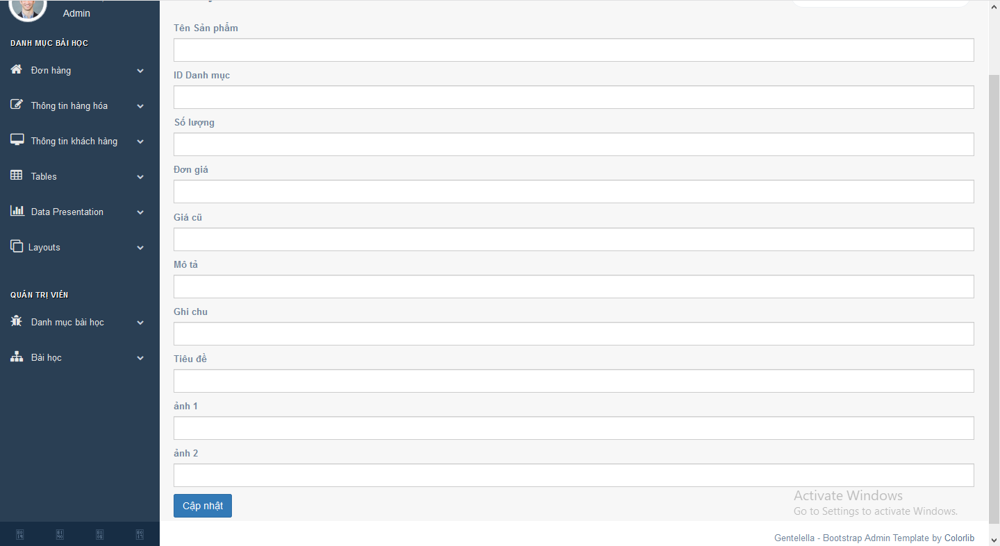 Admin
DANH MỤC BÀI HỌC
Đơn hàng
Thông tin hàng hóa
Thông tin khách hàng
Tables
Data Presentation
Layouts
QUẢN TRỊ VIÊN
Danh mục bài học
Bài học
Tên Sản phẩm
ID Danh mục
Số lượng
Đơn giá
Giá cũ
Mô tả
Ghi chu
Tiêu đề
ảnh 1
ảnh 2
Cập nhật
Activate Windows
Go to Settings to activate Windows.
Gentelella - Bootstrap Admin Template by Colorlib